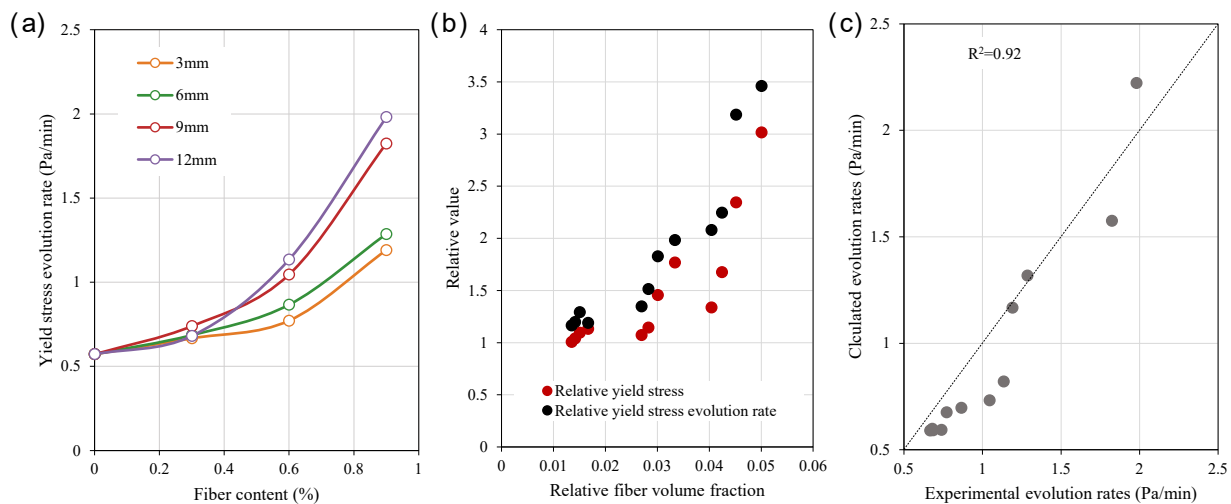 (a)
2.5
2
1.5
1
0.5
0
Yield stress evolution rate (Pa/min)
3mm
6mm
9mm
12mm
0
0.2
0.4
0.6
0.8
1
Fiber content (%)
(b)
4
3.5
3
2.5
2
1.5
1
0.5
0
Relative value
Relative yield stress
Relative yield stress evolution rate
0
0.01
0.02
0.03
0.04
0.05
0.06
Relative fiber volume fraction
(c)
2.5
2
1.5
1
0.5
Cleculated evolution rates (Pa/min)
R²=0.92
0.5
1
1.5
2
2.5
Experimental evolution rates (Pa/min)